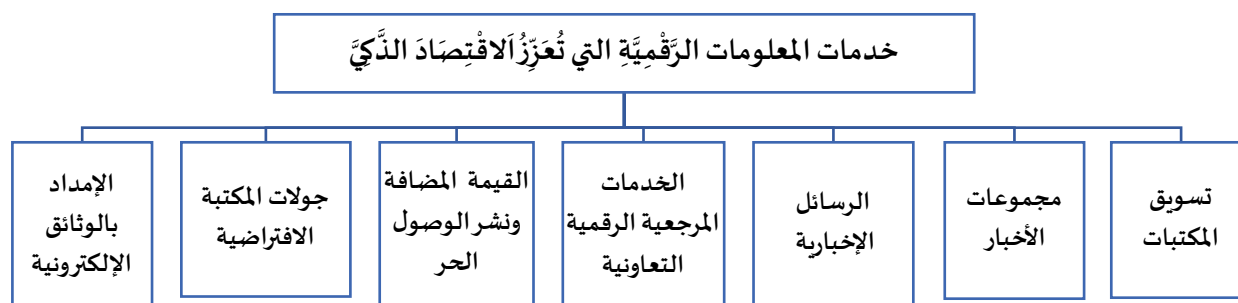 خدمات المعلومات الرَّقْمِيَّةِ التي تُعَزِّزُ اَلاقْتِصَادَ الذَّكِيَّ
تسويق
المكتبات
مجموعات
الأخبار
الرسائل
الإخبارية
الخدمات
المرجعية الرقمية
التعاونية
القيمة المضافة
ونشر الوصول
الحر
جولات المكتبة
الافتراضية
الإمداد
بالوثائق
الإلكترونية